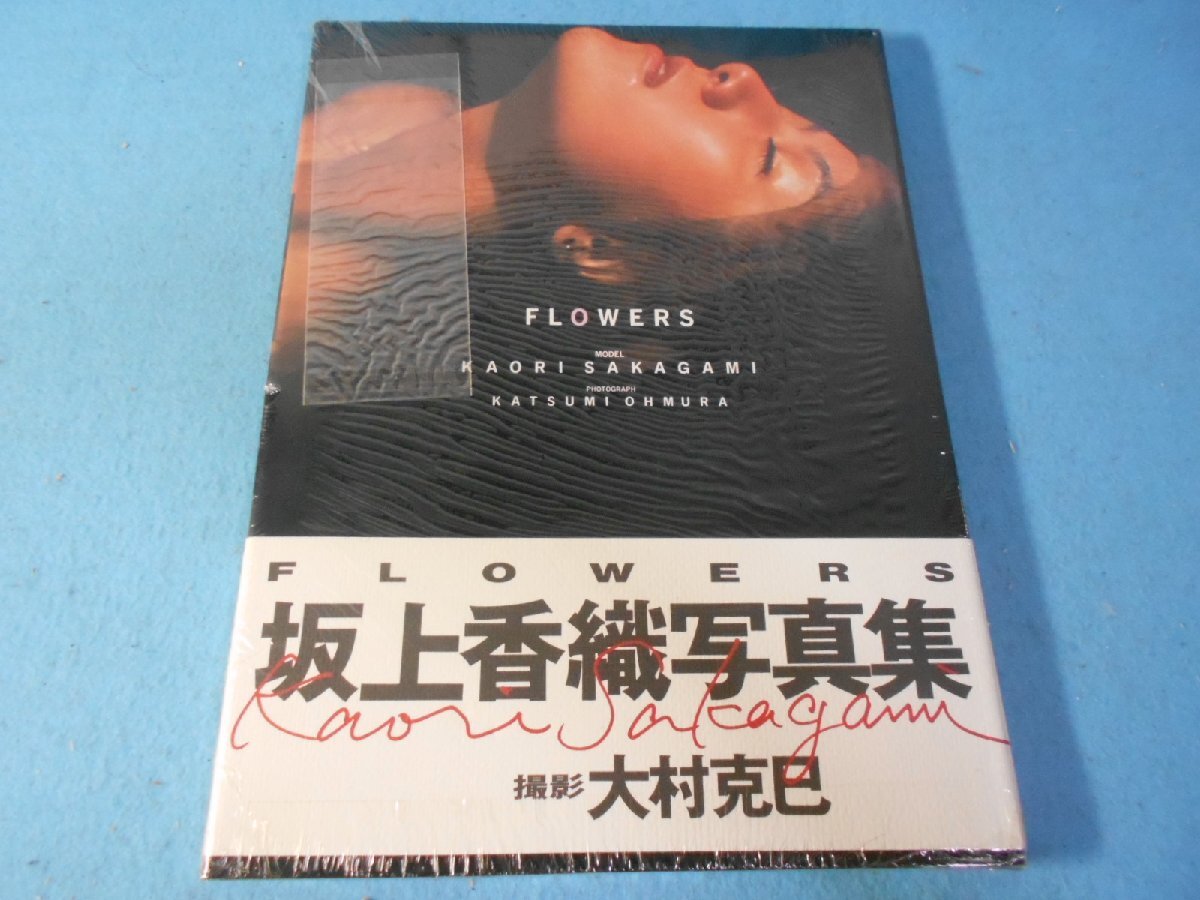 FLOWERS
MODEL
KAORI SAKAGAMI
PHOTOGRAPH
KATSUMI OHMURA
FLOWERS
坂上香織写真集
Kaori Sakagami
撮影 大村克巳